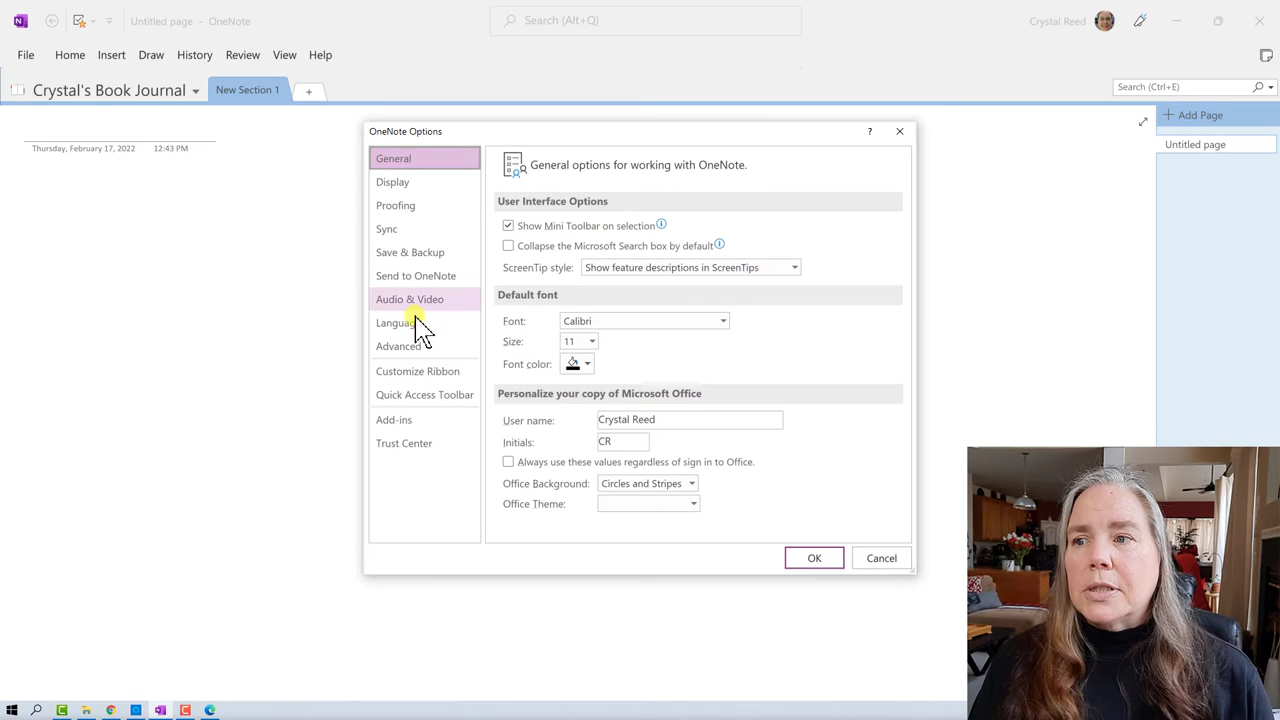 Untitled page - OneNote
Search (Alt+Q)
Crystal Reed
File Home Insert Draw History Review View Help
Crystal's Book Journal
New Section 1
+
Search (Ctrl+E)
Add Page
Untitled page
Thursday, February 17, 2022 12:43 PM
OneNote Options
?
General
Display
Proofing
Sync
Save & Backup
Send to OneNote
Audio & Video
Languag
Advanced
Customize Ribbon
Quick Access Toolbar
Add-ins
Trust Center
General options for working with OneNote.
User Interface Options
Show Mini Toolbar on selection
Collapse the Microsoft Search box by default
ScreenTip style: Show feature descriptions in ScreenTips
Default font
Font: Calibri
Size: 11
Font color:
Personalize your copy of Microsoft Office
User name: Crystal Reed
Initials: CR
Always use these values regardless of sign in to Office.
Office Background: Circles and Stripes
Office Theme:
OK Cancel